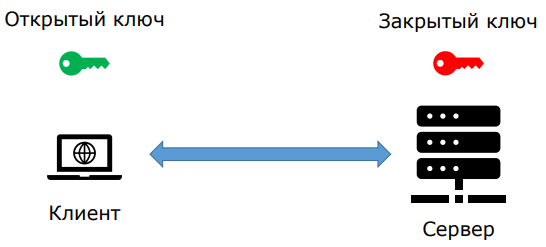 Открытый ключ
Закрытый ключ
Клиент
Сервер